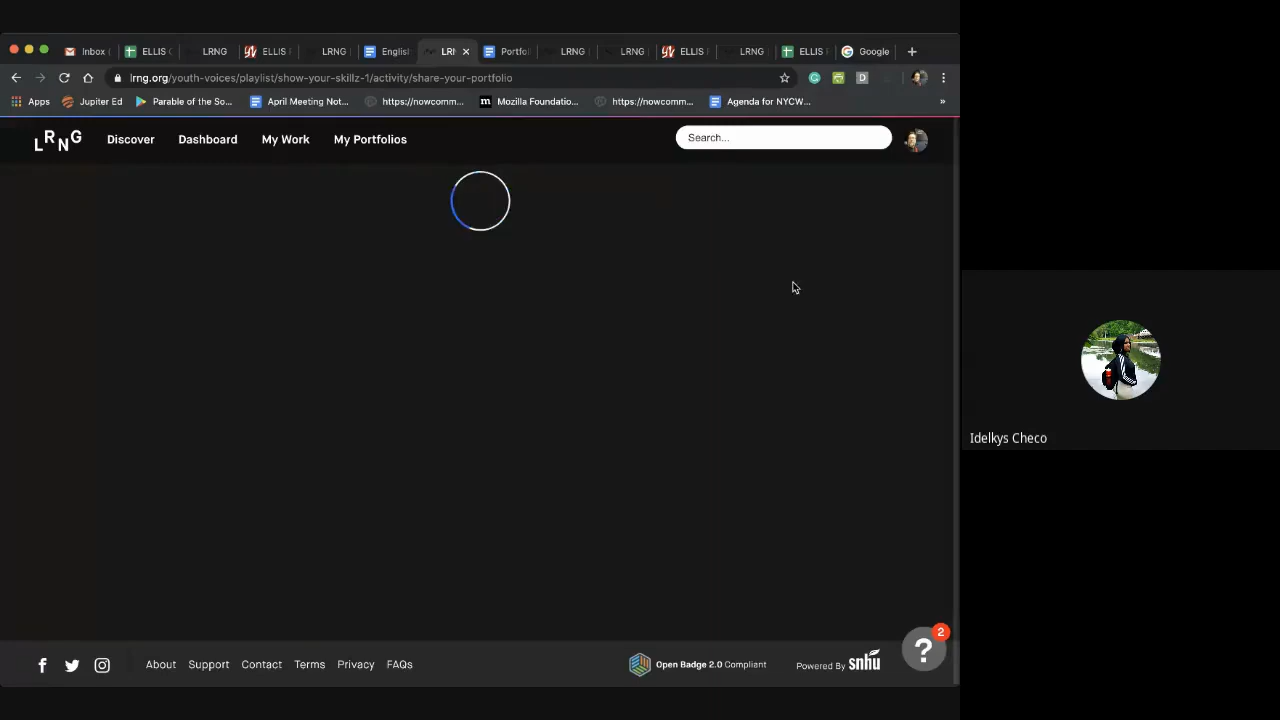 Inbox ELLIS LRNG ELLIS LRNG English LRN Portfol LRNG LRNG ELLIS LRNG ELLIS Google
lrng.org/youth-voices/playlist/show-your-skillz-1/activity/share-your-portfolio
Apps Jupiter Ed Parable of the So... April Meeting Not... https://nowcomm... Mozilla Foundatio... https://nowcomm... Agenda for NYCW... »
LRNG Discover Dashboard My Work My Portfolios Search...
Idelkys Checo
2
?
About Support Contact Terms Privacy FAQs Open Badge 2.0 Compliant Powered By snhu